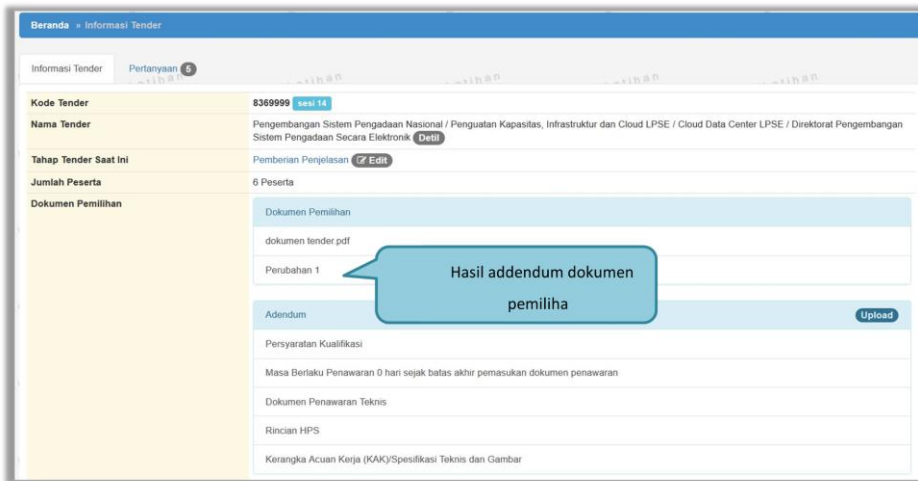 Beranda » Informasi Tender
Informasi Tender Pertanyaan 5
Kode Tender 8369999 sesi 14
Nama Tender Pengembangan Sistem Pengadaan Nasional / Penguatan Kapasitas, Infrastruktur dan Cloud LPSE / Cloud Data Center LPSE / Direktorat Pengembangan
Sistem Pengadaan Secara Elektronik Detil
Tahap Tender Saat Ini Pemberian Penjelasan Edit
Jumlah Peserta 6 Peserta
Dokumen Pemilihan Dokumen Pemilihan
dokumen tender.pdf
Perubahan 1
Hasil addendum dokumen
pemiliha
Adendum Upload
Persyaratan Kualifikasi
Masa Berlaku Penawaran 0 hari sejak batas akhir pemasukan dokumen penawaran
Dokumen Penawaran Teknis
Rincian HPS
Kerangka Acuan Kerja (KAK)/Spesifikasi Teknis dan Gambar